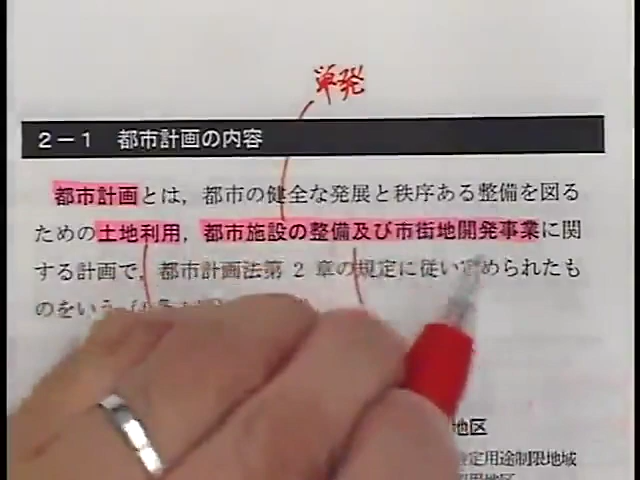 単発
2－1　都市計画の内容
都市計画とは，都市の健全な発展と秩序ある整備を図る
ための土地利用，都市施設の整備及び市街地開発事業に関
する計画で，都市計画法第 2 章の規定に従い定められたも
のをいう
地区
特定用途制限地域